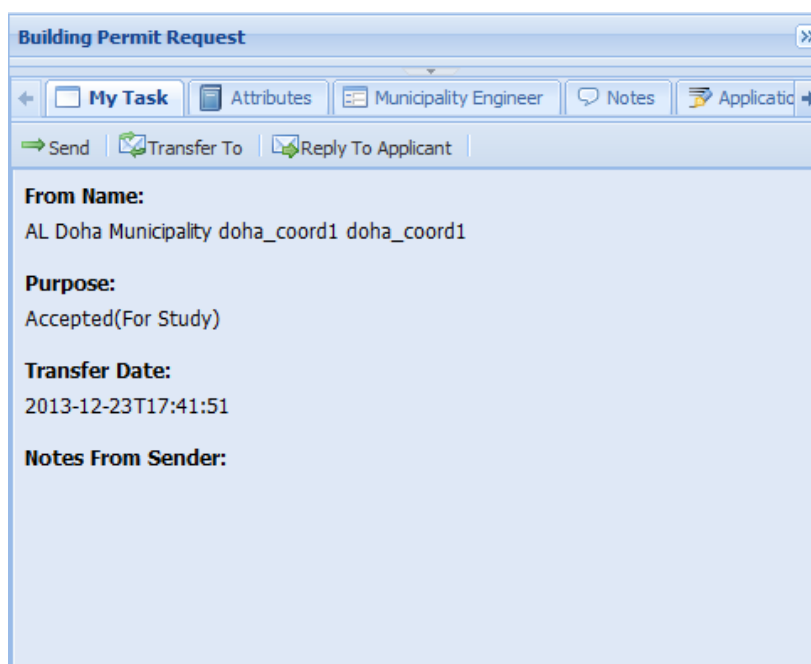 Building Permit Request
My Task Attributes Municipality Engineer Notes Applicatio
Send Transfer To Reply To Applicant
From Name:
AL Doha Municipality doha_coord1 doha_coord1
Purpose:
Accepted(For Study)
Transfer Date:
2013-12-23T17:41:51
Notes From Sender: